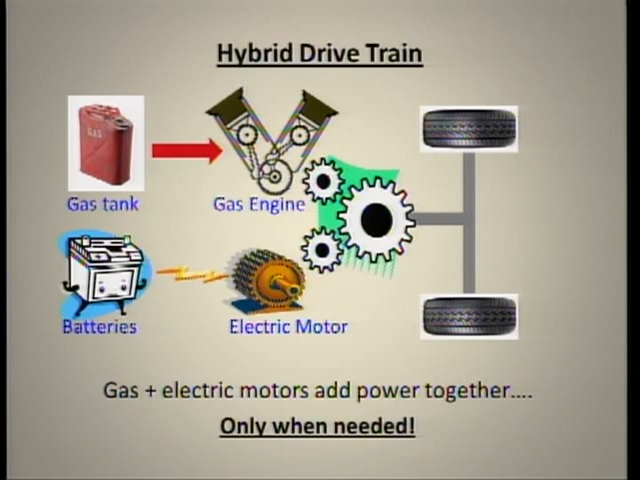 Hybrid Drive Train
GAS
Gas tank
Gas Engine
Batteries
Electric Motor
Gas + electric motors add power together....
Only when needed!